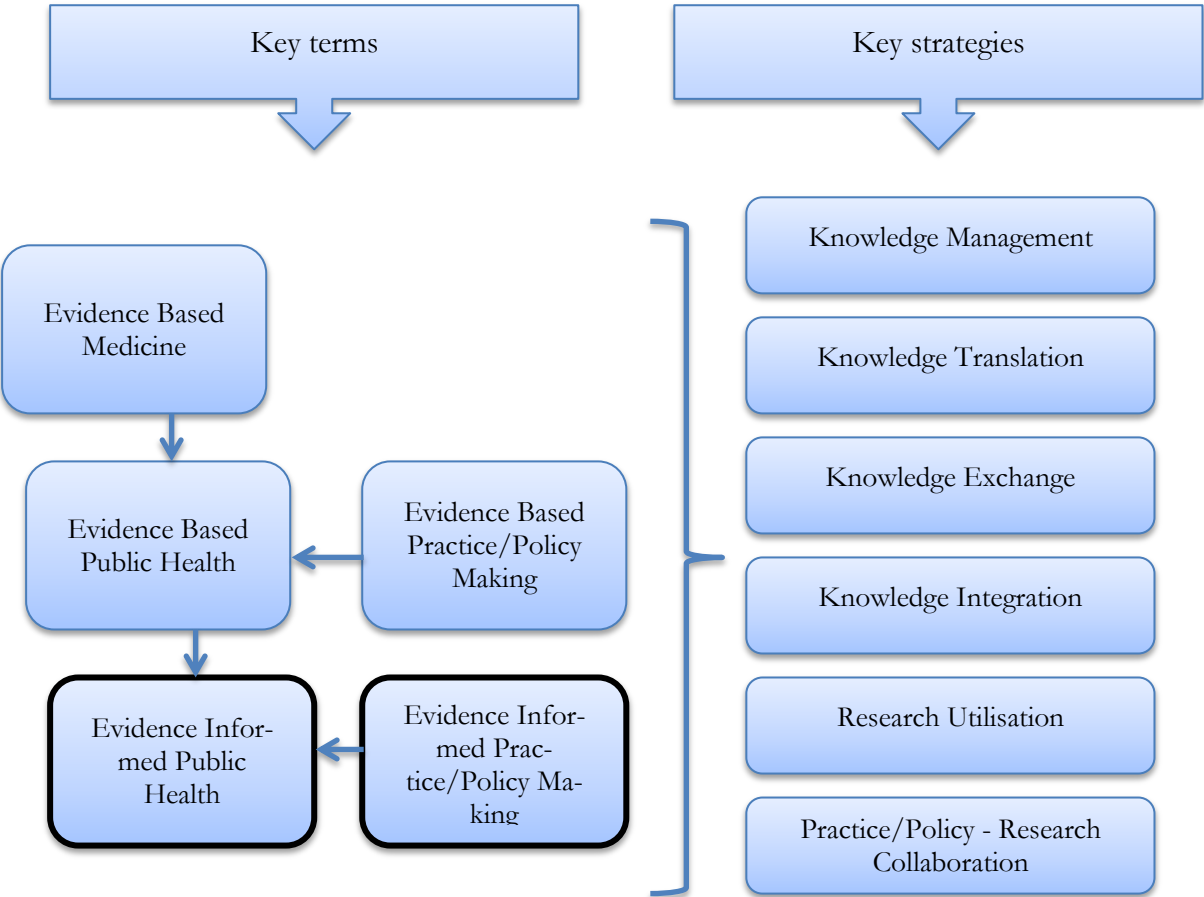 Key terms
Key strategies
Evidence Based
Medicine
Evidence Based
Public Health
Evidence Based
Practice/Policy
Making
Evidence Infor-
med Public
Health
Evidence Infor-
med Prac-
tice/Policy Ma-
king
Knowledge Management
Knowledge Translation
Knowledge Exchange
Knowledge Integration
Research Utilisation
Practice/Policy - Research
Collaboration